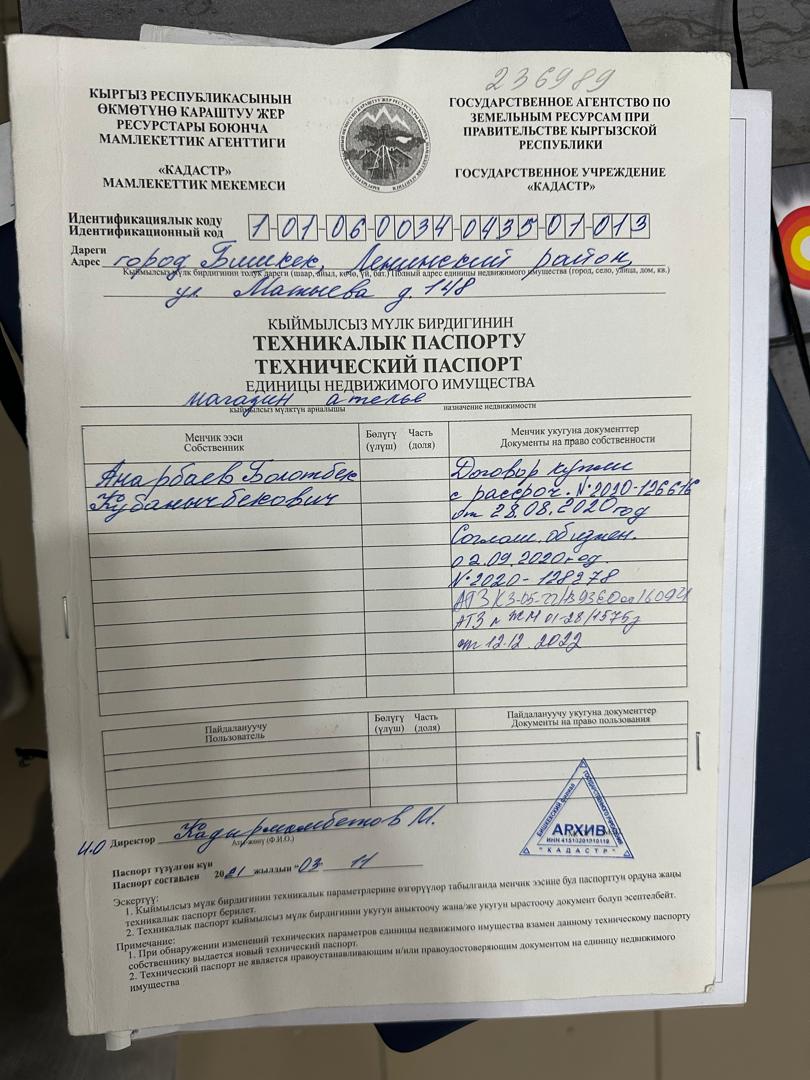 236989
КЫРГЫЗ РЕСПУБЛИКАСЫНЫН
ӨКМӨТҮНӨ КАРАШТУУ ЖЕР
РЕСУРСТАРЫ БОЮНЧА
МАМЛЕКЕТТИК АГЕНТТИГИ
«КАДАСТР»
МАМЛЕКЕТТИК МЕКЕМЕСИ
ГОСУДАРСТВЕННОЕ АГЕНТСТВО ПО
ЗЕМЕЛЬНЫМ РЕСУРСАМ ПРИ
ПРАВИТЕЛЬСТВЕ КЫРГЫЗСКОЙ
РЕСПУБЛИКИ
ГОСУДАРСТВЕННОЕ УЧРЕЖДЕНИЕ
«КАДАСТР»
Идентификациялык коду
Идентификационный код 1-01-06-0034-0435-01-013
Дареги
Адрес город Бишкек, Ленинский район,
Кыймылсыз мүлк бирдигинин толук дареги (шаар, айыл, көчө, үй, бат.) Полный адрес единицы недвижимого имущества (город, село, улица, дом, кв.)
ул. Матыева д. 148
КЫЙМЫЛСЫЗ МҮЛК БИРДИГИНИН
ТЕХНИКАЛЫК ПАСПОРТУ
ТЕХНИЧЕСКИЙ ПАСПОРТ
ЕДИНИЦЫ НЕДВИЖИМОГО ИМУЩЕСТВА
магазин ателье
кыймылсыз мүлктүн арналышы назначение недвижимости
Менчик ээси
Собственник
Бөлүгү Часть
(үлүш) (доля)
Менчик укугуна документтер
Документы на право собственности
Анарбаев Болотбек
Кубанычбекович
Договор купли
с рассроч. №2020-126616
от 28.08.2020 год
Соглаш. об измен.
02.09.2020 год.
№2020-128278
от 12.12.2022
Пайдалануучу
Пользователь
Бөлүгү Часть
(үлүш) (доля)
Пайдалануучу укугуна документтер
Документы на право пользования
И.О Директор Кадырмамбетов М.
Аты-жөнү (Ф.И.О.)
Бишкекский филиал
государственного учреждения
АРХИВ
"КАДАСТР"
Паспорт түзүлгөн күн
Паспорт составлен 2021 жылдын "03 11
Эскертүү:
1. Кыймылсыз мүлк бирдигинин техникалык параметрлерине өзгөрүүлөр табылганда менчик ээсине бул паспорттун ордуна жаңы
техникалык паспорт берилет.
2. Техникалык паспорт кыймылсыз мүлк бирдигинин укугун аныктоочу жана/же укугун ырастоочу документ болуп эсептелбейт.
Примечание:
1. При обнаружении изменений технических параметров единицы недвижимого имущества взамен данному техническому паспорту
собственнику выдается новый технический паспорт.
2. Технический паспорт не является правоустанавливающим и/или правоудостоверяющим документом на единицу недвижимого
имущества